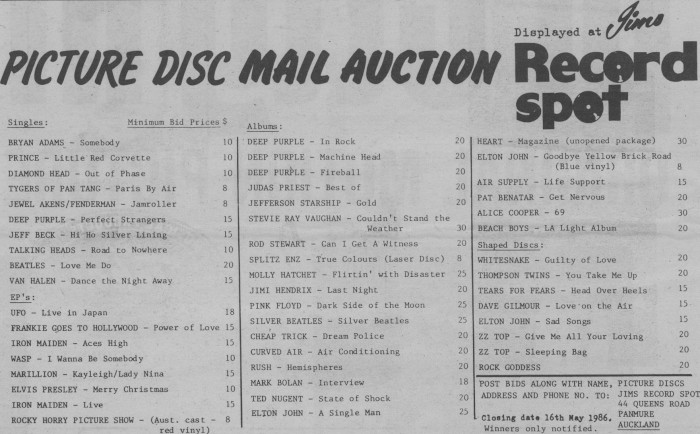 Displayed at Jims
PICTURE DISC MAIL AUCTION Record
spot
Singles: Minimum Bid Prices $
BRYAN ADAMS - Somebody 10
PRINCE - Little Red Corvette 10
DIAMOND HEAD - Out of Phase 10
TYGERS OF PAN TANG - Paris By Air 8
JEWEL AKENS/FENDERMAN - Jamroller 8
DEEP PURPLE - Perfect Strangers 15
JEFF BECK - Hi Ho Silver Lining 15
TALKING HEADS - Road to Nowhere 10
BEATLES - Love Me Do 20
VAN HALEN - Dance the Night Away 15
EP's:
UFO - Live in Japan 18
FRANKIE GOES TO HOLLYWOOD - Power of Love 15
IRON MAIDEN - Aces High 15
WASP - I Wanna Be Somebody 10
MARILLION - Kayleigh/Lady Nina 15
ELVIS PRESLEY - Merry Christmas 10
IRON MAIDEN - Live 15
ROCKY HORRY PICTURE SHOW - (Aust. cast - 8
red vinyl)
Albums:
DEEP PURPLE - In Rock 20
DEEP PURPLE - Machine Head 20
DEEP PURPLE - Fireball 20
JUDAS PRIEST - Best of 20
JEFFERSON STARSHIP - Gold 20
STEVIE RAY VAUGHAN - Couldn't Stand the
Weather 30
ROD STEWART - Can I Get A Witness 20
SPLITZ ENZ - True Colours (Laser Disc) 8
MOLLY HATCHET - Flirtin' with Disaster 25
JIMI HENDRIX - Last Night 20
PINK FLOYD - Dark Side of the Moon 25
SILVER BEATLES - Silver Beatles 25
CHEAP TRICK - Dream Police 20
CURVED AIR - Air Conditioning 20
RUSH - Hemispheres 20
MARK BOLAN - Interview 18
TED NUGENT - State of Shock 20
ELTON JOHN - A Single Man 25
HEART - Magazine (unopened package) 30
ELTON JOHN - Goodbye Yellow Brick Road
(Blue vinyl) 8
AIR SUPPLY - Life Support 15
PAT BENATAR - Get Nervous 20
ALICE COOPER - 69 30
BEACH BOYS - LA Light Album 20
Shaped Discs:
WHITESNAKE - Guilty of Love 20
THOMPSON TWINS - You Take Me Up 20
TEARS FOR FEARS - Head Over Heels 15
DAVE GILMOUR - Love on the Air 15
ELTON JOHN - Sad Songs 15
ZZ TOP - Give Me All Your Loving 20
ZZ TOP - Sleeping Bag 20
ROCK GODDESS 20
POST BIDS ALONG WITH NAME, PICTURE DISCS
ADDRESS AND PHONE NO. TO: JIMS RECORD SPOT
44 QUEENS ROAD
PANMURE
Closing date 16th May 1986. AUCKLAND
Winners only notified.